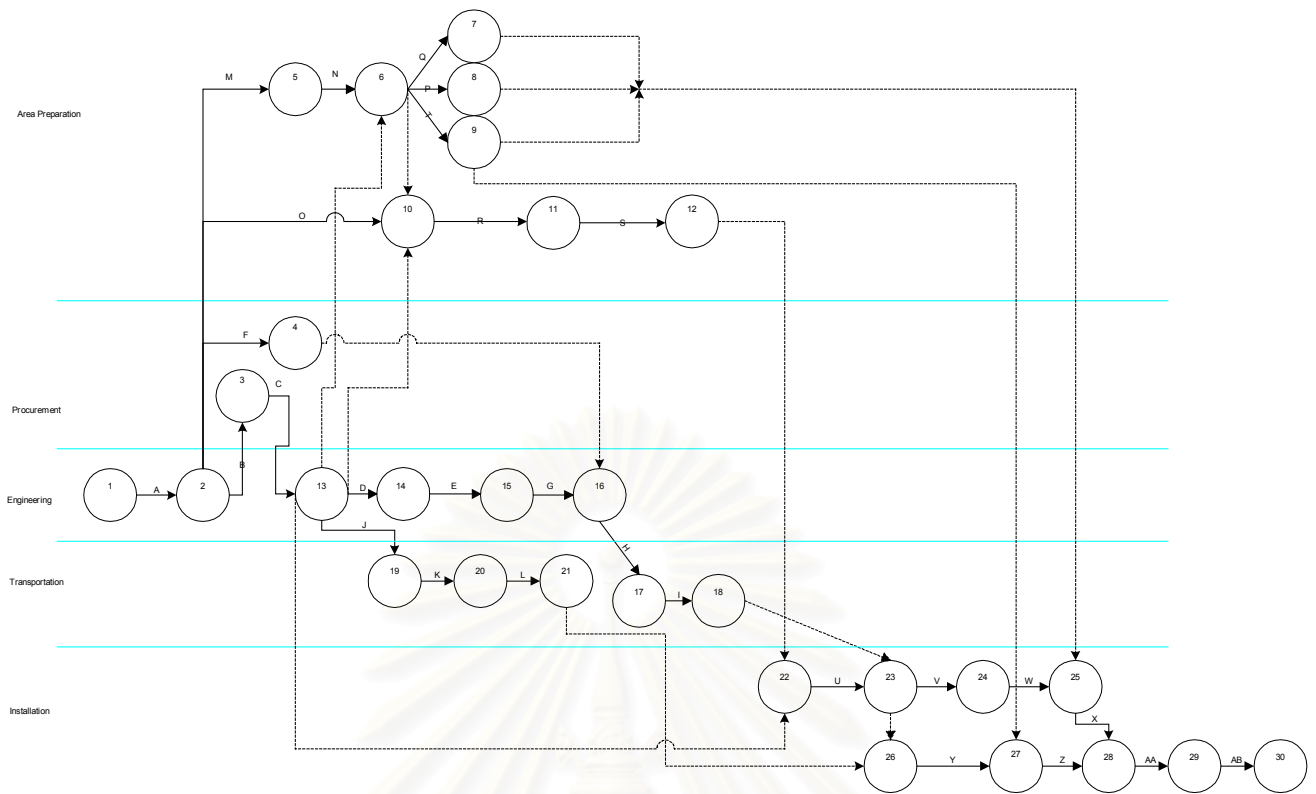 7
M
N
Q
5
6
8
P
Area Preparation
T
9
O
10
11
12
R
S
F
4
3
C
Procurement
B
1
A
2
13
D
14
E
15
G
16
Engineering
J
H
19
K
20
L
21
17
I
18
Transportation
22
U
23
V
24
W
25
Installation
X
26
Y
27
Z
28
AA
29
AB
30